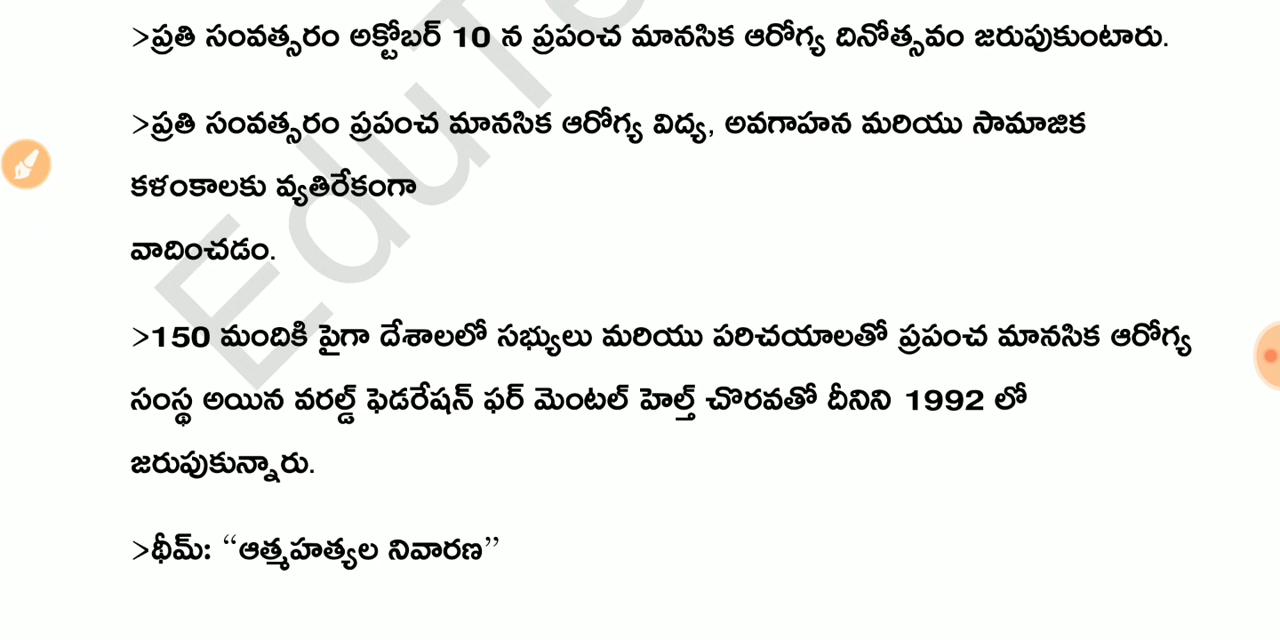 >ప్రతి సంవత్సరం అక్టోబర్ 10 న ప్రపంచ మానసిక ఆరోగ్య దినోత్సవం జరుపుకుంటారు.
>ప్రతి సంవత్సరం ప్రపంచ మానసిక ఆరోగ్య విద్య, అవగాహన మరియు సామాజిక
కళంకాలకు వ్యతిరేకంగా
వాదించడం.
>150 మందికి పైగా దేశాలలో సభ్యులు మరియు పరిచయాలతో ప్రపంచ మానసిక ఆరోగ్య
సంస్థ అయిన వరల్డ్ ఫెడరేషన్ ఫర్ మెంటల్ హెల్త్ చొరవతో దీనిని 1992 లో
జరుపుకున్నారు.
>థీమ్: “ఆత్మహత్యల నివారణ”